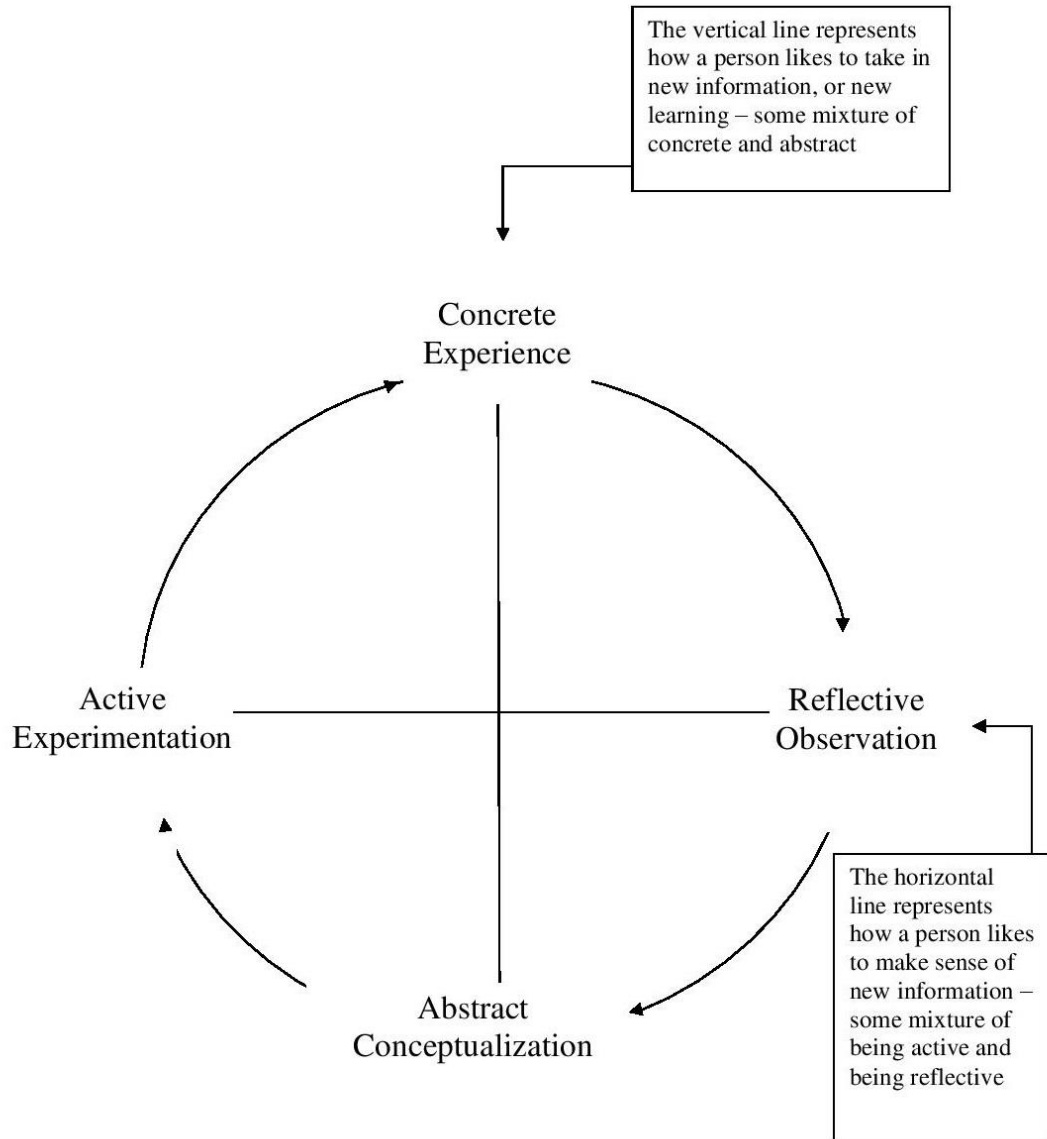 The vertical line represents
how a person likes to take in
new information, or new
learning – some mixture of
concrete and abstract
Concrete
Experience
Active
Experimentation
Reflective
Observation
The horizontal
line represents
how a person likes
to make sense of
new information –
some mixture of
being active and
being reflective
Abstract
Conceptualization